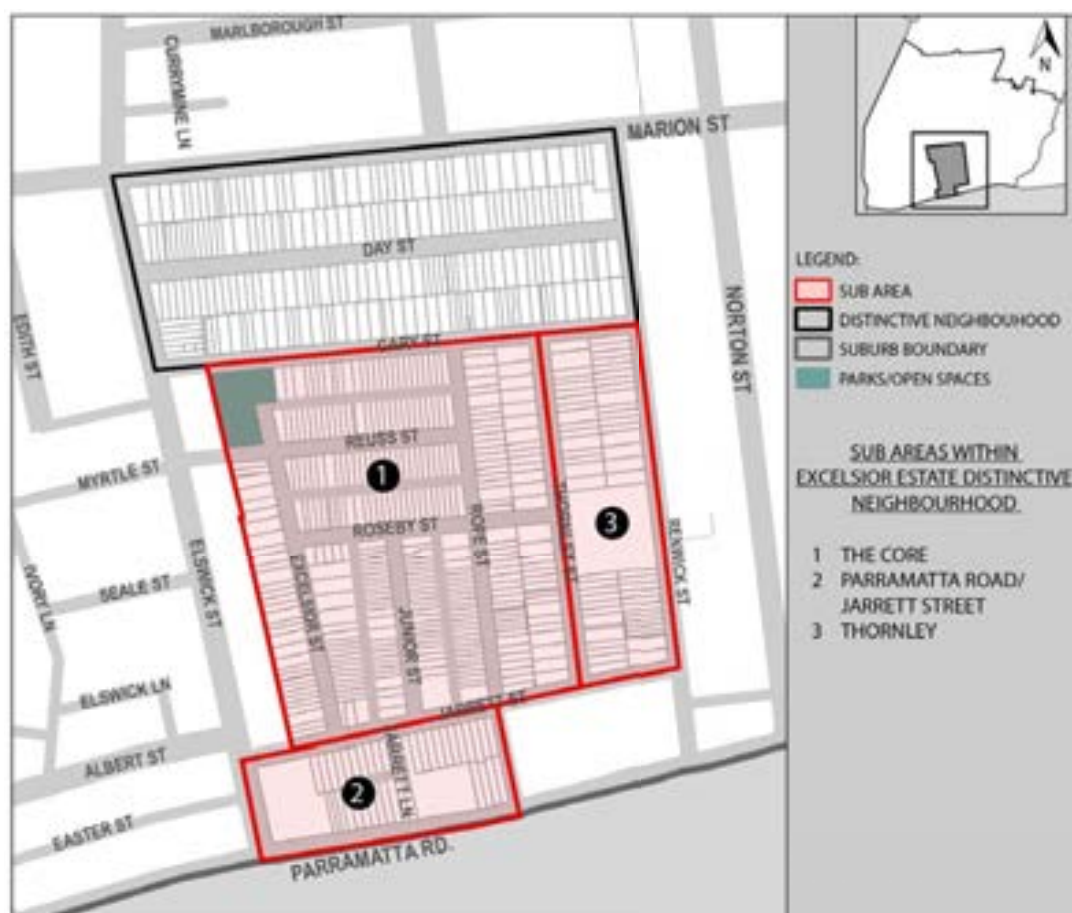 MARLBOROUGH ST
CURRYMINE LN
N
MARION ST
DAY ST
EDITH ST
NORTON ST
LEGEND:
SUB AREA
DISTINCTIVE NEIGHBOUHOOD
SUBURB BOUNDARY
PARKS/OPEN SPACES
CARY ST
REUSS ST
MYRTLE ST
1
SUB AREAS WITHIN
EXCELSIOR ESTATE DISTINCTIVE
NEIGHBOURHOOD
ROSEBY ST
ROFE ST
THORNLEY ST
3
RENWICK ST
1 THE CORE
2 PARRAMATTA ROAD/
JARRETT STREET
3 THORNLEY
IVORY LN
SEALE ST
ELSWICK ST
EXCELSIOR ST
JUNIOR ST
ELSWICK LN
JARRETT ST
ALBERT ST
2
EASTER ST
PARRAMATTA RD.